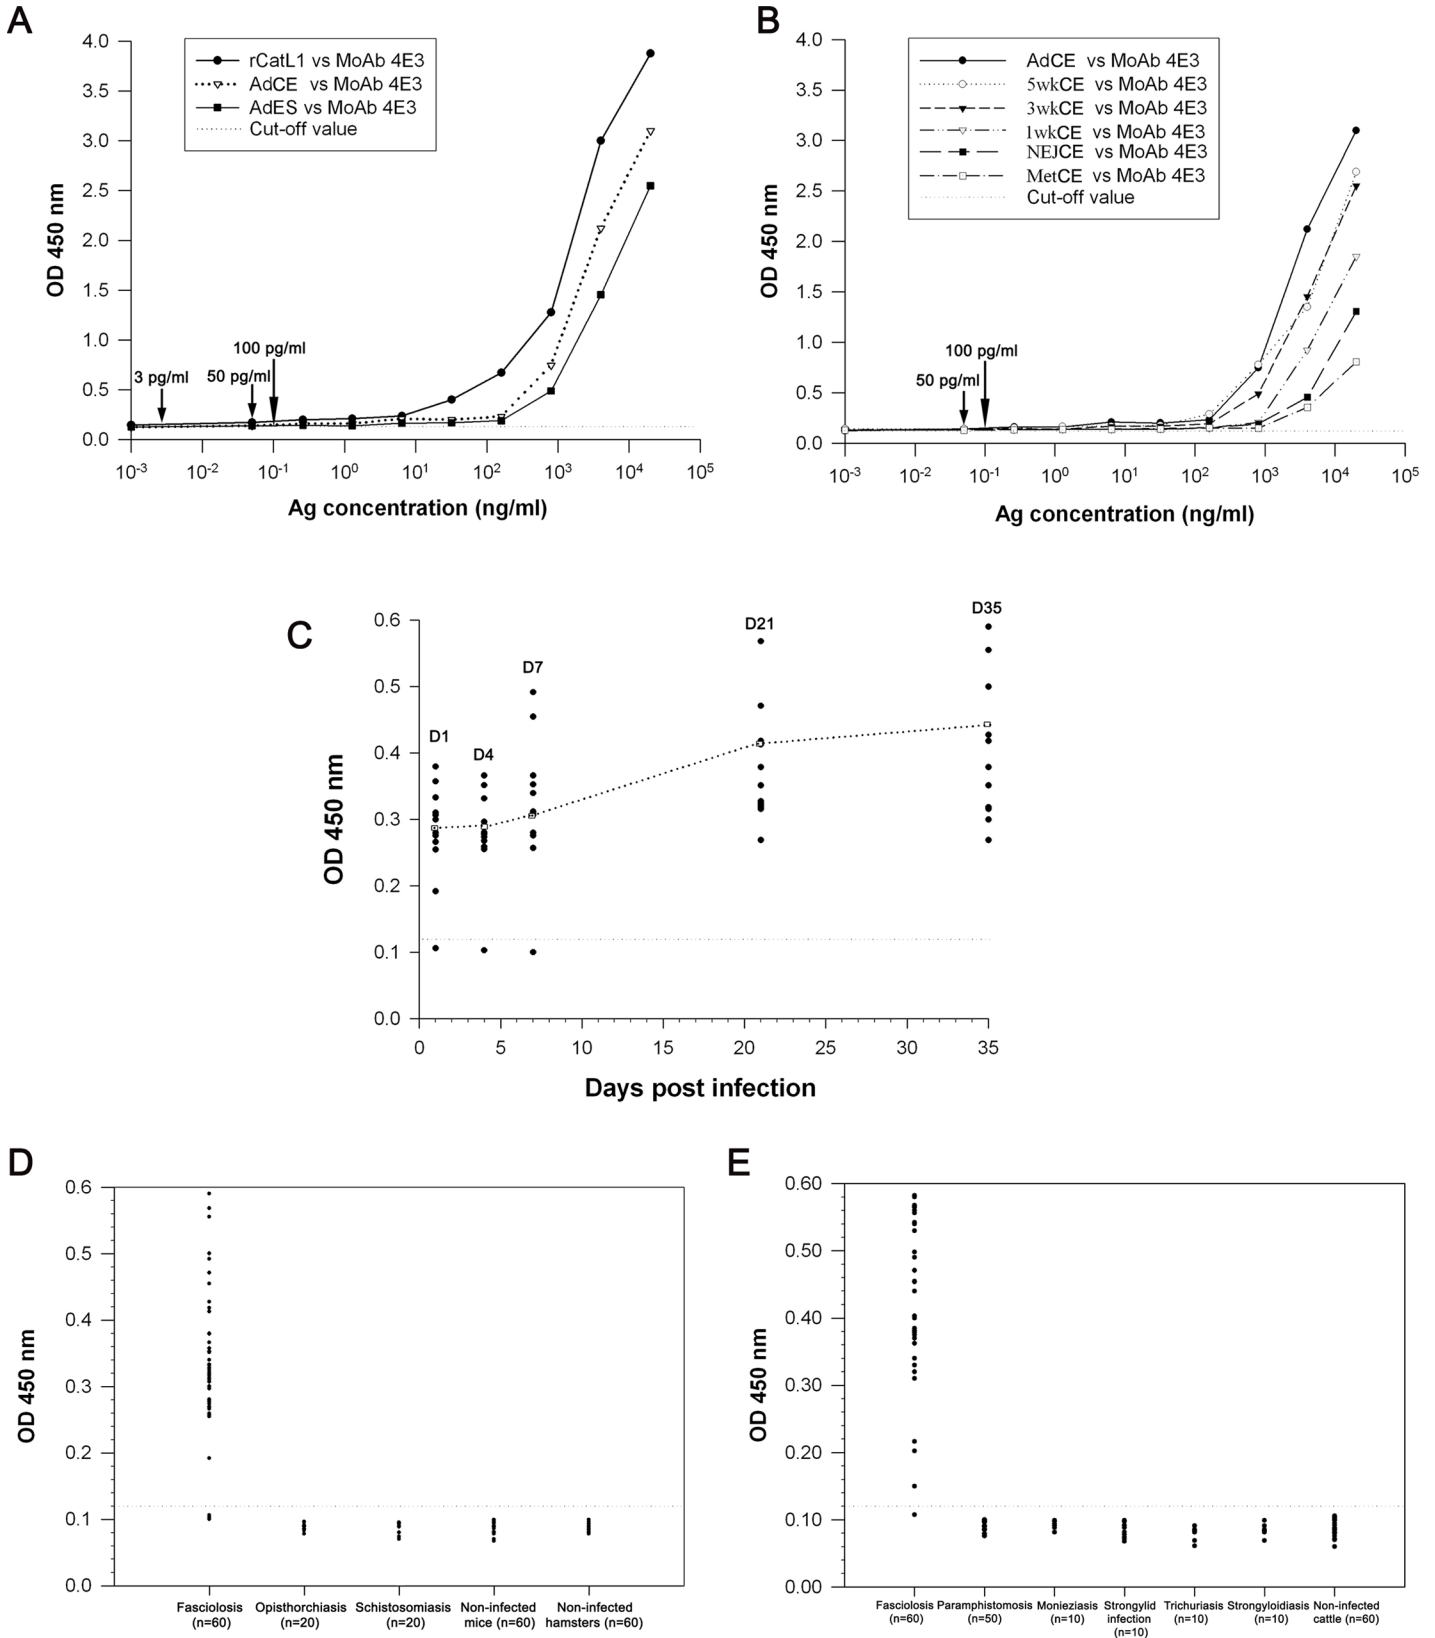 A
4.0
3.5
3.0
2.5
2.0
1.5
1.0
0.5
0.0
OD 450 nm
rCatL1 vs MoAb 4E3
AdCE vs MoAb 4E3
AdES vs MoAb 4E3
Cut-off value
3 pg/ml
50 pg/ml
100 pg/ml
10-3 10-2 10-1 100 101 102 103 104 105
Ag concentration (ng/ml)
B
4.0
3.5
3.0
2.5
2.0
1.5
1.0
0.5
0.0
OD 450 nm
AdCE vs MoAb 4E3
5wkCE vs MoAb 4E3
3wkCE vs MoAb 4E3
1wkCE vs MoAb 4E3
NEJCE vs MoAb 4E3
MetCE vs MoAb 4E3
Cut-off value
50 pg/ml
100 pg/ml
10-3 10-2 10-1 100 101 102 103 104 105
Ag concentration (ng/ml)
C
0.6
0.5
0.4
0.3
0.2
0.1
0.0
OD 450 nm
D1
D4
D7
D21
D35
0 5 10 15 20 25 30 35
Days post infection
D
0.6
0.5
0.4
0.3
0.2
0.1
0.0
OD 450 nm
Fasciolosis Opisthorchiasis Schistosomiasis Non-infected Non-infected
(n=60) (n=20) (n=20) mice (n=60) hamsters (n=60)
E
0.60
0.50
0.40
0.30
0.20
0.10
0.00
OD 450 nm
Fasciolosis Paramphistomosis Monieziasis Strongylid Trichuriasis Strongyloidiasis Non-infected
(n=60) (n=50) (n=10) infection (n=10) (n=10) cattle (n=60)
(n=10)